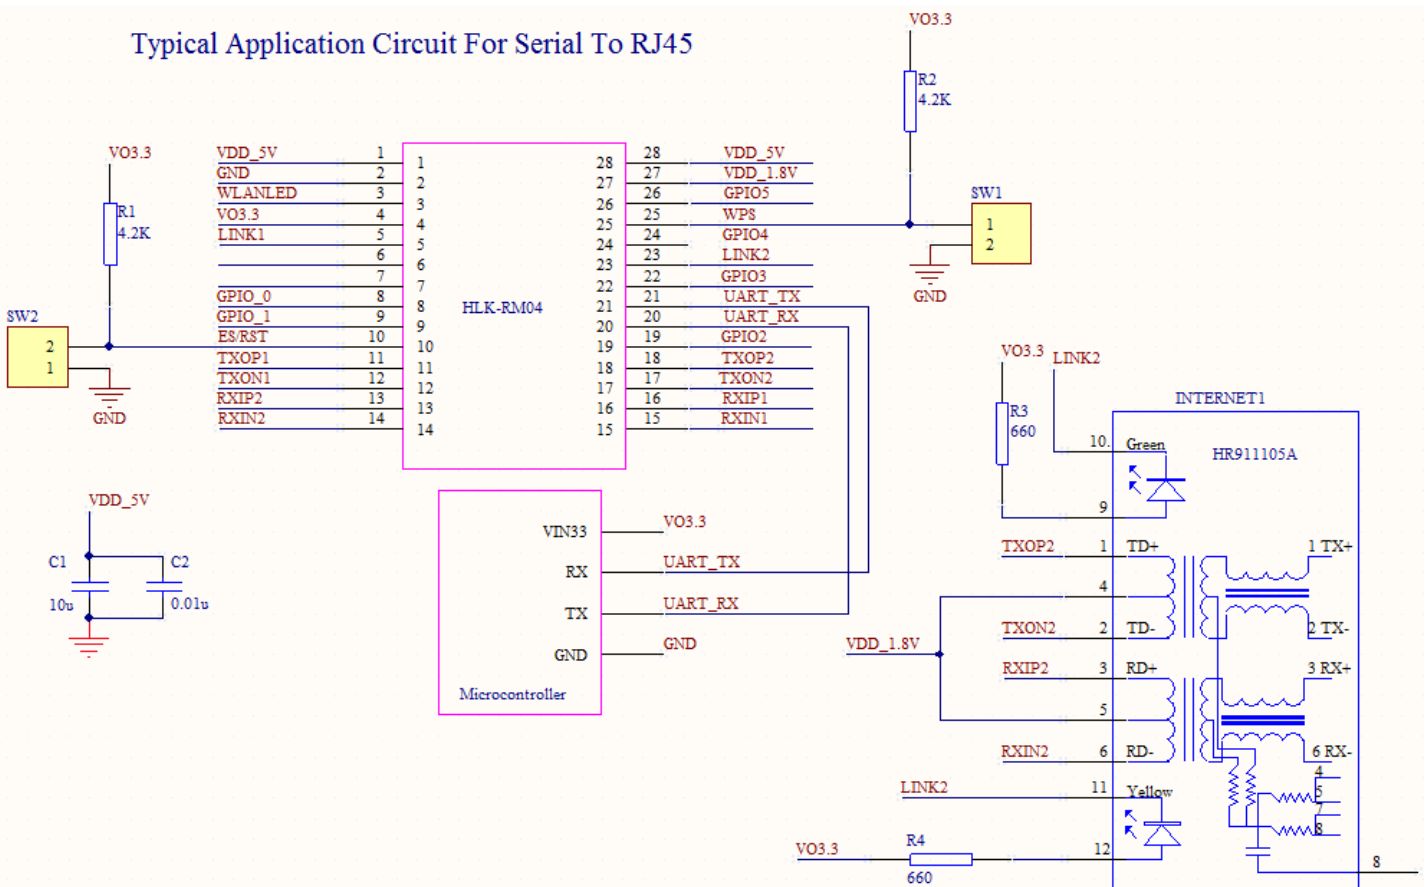 Typical Application Circuit For Serial To RJ45
VO3.3
R2
4.2K
VO3.3
R1
4.2K
SW2
2
1
GND
VDD_5V 1 1
GND 2 2
WLANLED 3 3
VO3.3 4 4
LINK1 5 5
6 6
7 7
GPIO_0 8 8
GPIO_1 9 9
ES/RST 10 10
TXOP1 11 11
TXON1 12 12
RXIP2 13 13
RXIN2 14 14
HLK-RM04
28 28 VDD_5V
27 27 VDD_1.8V
26 26 GPIO5
25 25 WPS
24 24 GPIO4
23 23 LINK2
22 22 GPIO3
21 21 UART_TX
20 20 UART_RX
19 19 GPIO2
18 18 TXOP2
17 17 TXON2
16 16 RXIP1
15 15 RXIN1
SW1
1
2
GND
VDD_5V
C1
10u
C2
0.01u
VIN33 VO3.3
RX UART_TX
TX UART_RX
GND GND
Microcontroller
VO3.3 LINK2
R3
660
INTERNET1
HR911105A
10. Green
9
TXOP2 1 TD+ 1 TX+
4
TXON2 2 TD- 2 TX-
VDD_1.8V
RXIP2 3 RD+ 3 RX+
5
RXIN2 6 RD- 6 RX-
4
5
7
8
LINK2 11 Yellow
VO3.3 R4 12
660
8